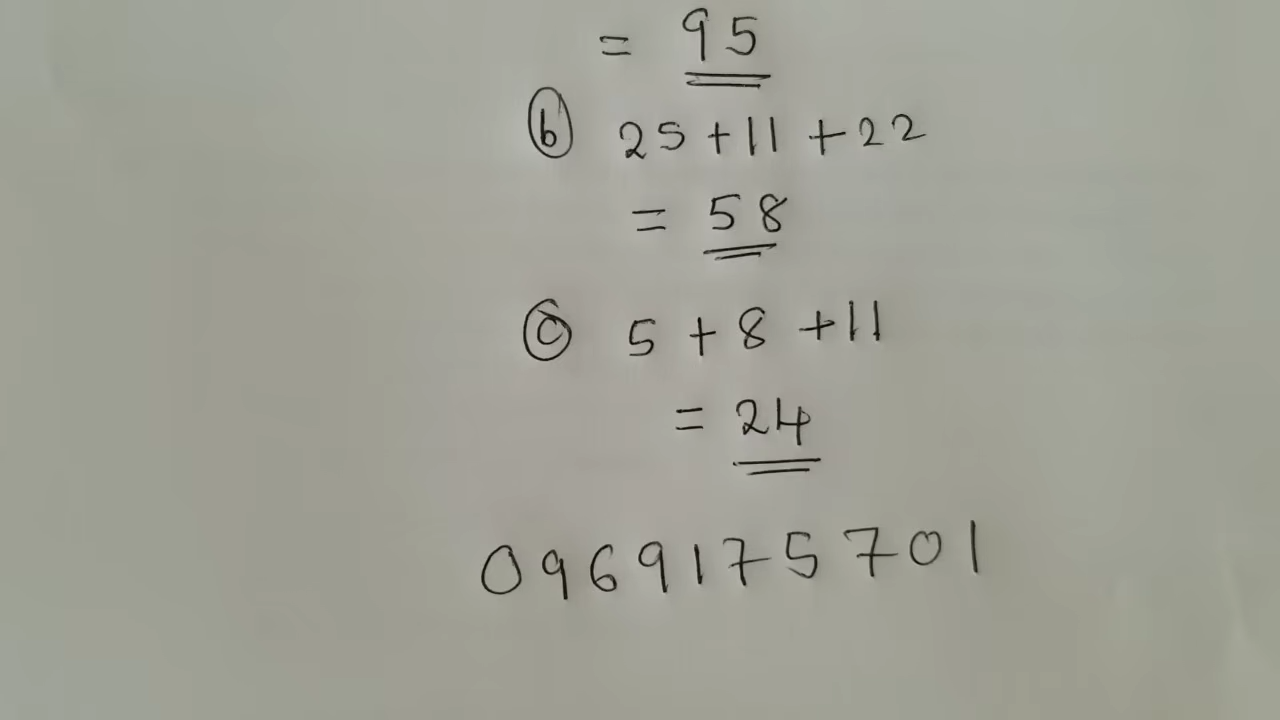 = 95
(b) 25 + 11 + 22
= 58
(c) 5 + 8 + 11
= 24
0969175701